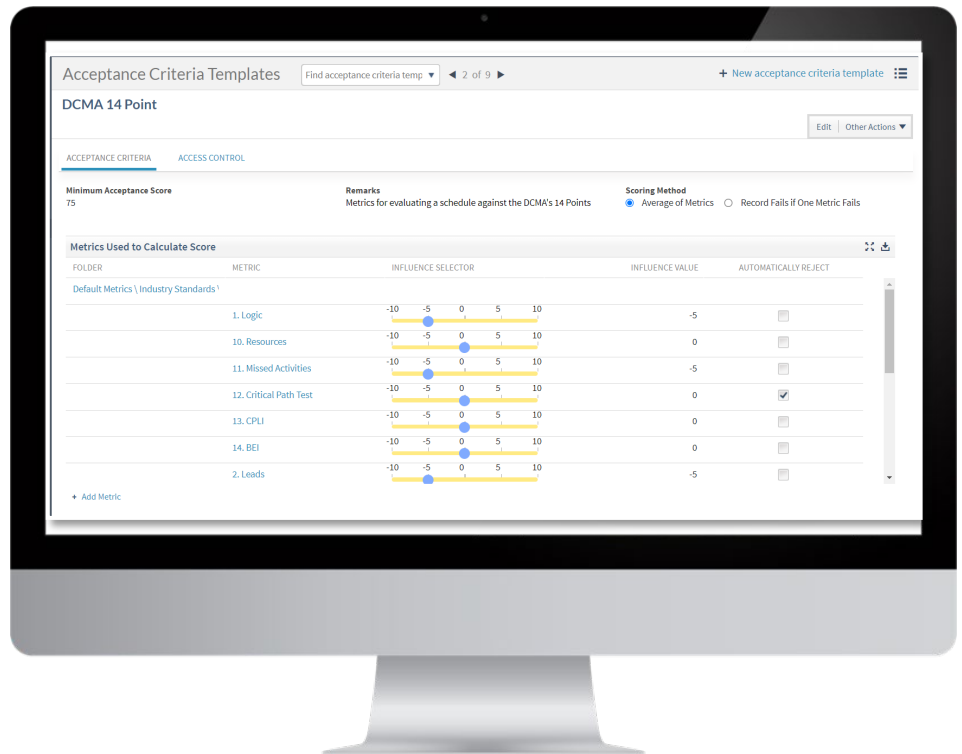 Acceptance Criteria Templates Find acceptance criteria temp 2 of 9 + New acceptance criteria template
DCMA 14 Point
Edit Other Actions
ACCEPTANCE CRITERIA ACCESS CONTROL
Minimum Acceptance Score Remarks Scoring Method
75 Metrics for evaluating a schedule against the DCMA's 14 Points Average of Metrics Record Fails if One Metric Fails
Metrics Used to Calculate Score
FOLDER METRIC INFLUENCE SELECTOR INFLUENCE VALUE AUTOMATICALLY REJECT
Default Metrics \ Industry Standards \
-10 -5 0 5 10
1. Logic -5
-10 -5 0 5 10
10. Resources 0
-10 -5 0 5 10
11. Missed Activities -5
-10 -5 0 5 10
12. Critical Path Test 0
-10 -5 0 5 10
13. CPLI 0
-10 -5 0 5 10
14. BEI 0
-10 -5 0 5 10
2. Leads -5
+ Add Metric